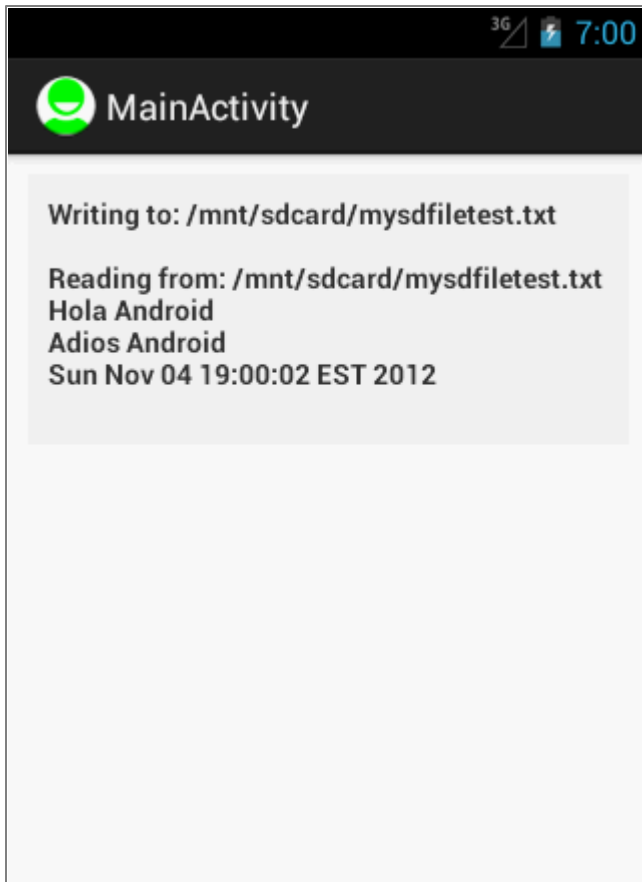 3G 7:00
MainActivity
Writing to: /mnt/sdcard/mysdfiletest.txt
Reading from: /mnt/sdcard/mysdfiletest.txt
Hola Android
Adios Android
Sun Nov 04 19:00:02 EST 2012